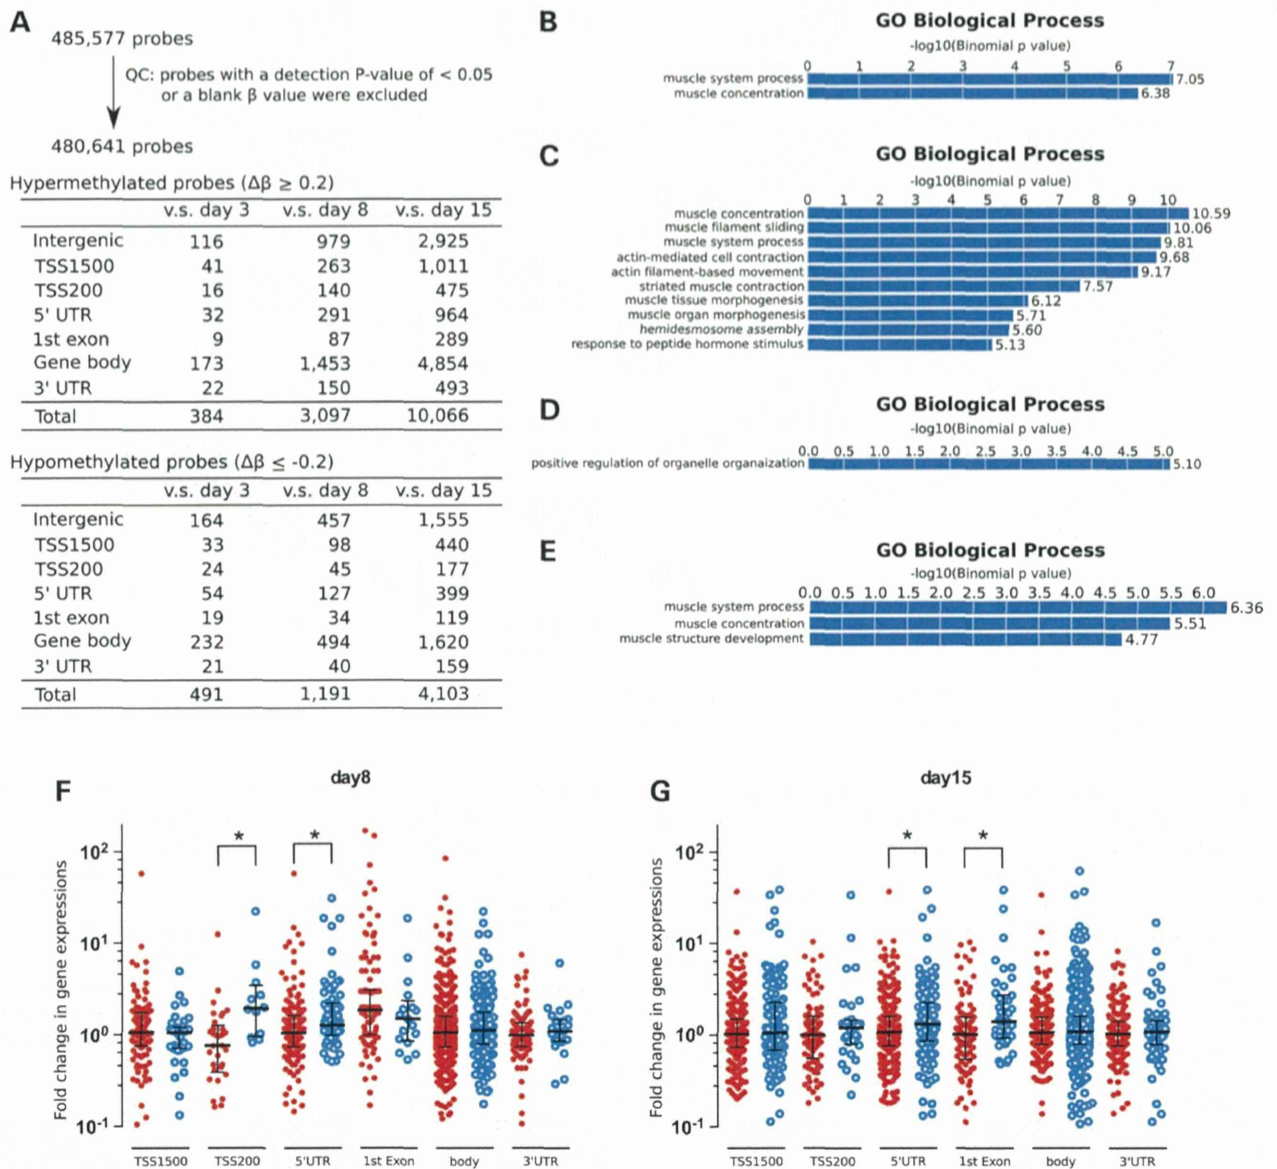 A
485,577 probes
QC: probes with a detection P-value of < 0.05
or a blank β value were excluded
480,641 probes
Hypermethylated probes (Δβ ≥ 0.2)
v.s. day 3 v.s. day 8 v.s. day 15
Intergenic 116 979 2,925
TSS1500 41 263 1,011
TSS200 16 140 475
5' UTR 32 291 964
1st exon 9 87 289
Gene body 173 1,453 4,854
3' UTR 22 150 493
Total 384 3,097 10,066
Hypomethylated probes (Δβ ≤ -0.2)
v.s. day 3 v.s. day 8 v.s. day 15
Intergenic 164 457 1,555
TSS1500 33 98 440
TSS200 24 45 177
5' UTR 54 127 399
1st exon 19 34 119
Gene body 232 494 1,620
3' UTR 21 40 159
Total 491 1,191 4,103
B
GO Biological Process
-log10(Binomial p value)
0 1 2 3 4 5 6 7
muscle system process 7.05
muscle concentration 6.38
C
GO Biological Process
-log10(Binomial p value)
0 1 2 3 4 5 6 7 8 9 10
muscle concentration 10.59
muscle filament sliding 10.06
muscle system process 9.81
actin-mediated cell contraction 9.68
actin filament-based movement 9.17
striated muscle contraction 7.57
muscle tissue morphogenesis 6.12
muscle organ morphogenesis 5.71
hemidesmosome assembly 5.60
response to peptide hormone stimulus 5.13
D
GO Biological Process
-log10(Binomial p value)
0.0 0.5 1.0 1.5 2.0 2.5 3.0 3.5 4.0 4.5 5.0
positive regulation of organelle organaization 5.10
E
GO Biological Process
-log10(Binomial p value)
0.0 0.5 1.0 1.5 2.0 2.5 3.0 3.5 4.0 4.5 5.0 5.5 6.0
muscle system process 6.36
muscle concentration 5.51
muscle structure development 4.77
F
day8
Fold change in gene expressions
10²
10¹
10⁰
10⁻¹
* *
TSS1500 TSS200 5'UTR 1st Exon body 3'UTR
G
day15
Fold change in gene expressions
10²
10¹
10⁰
10⁻¹
* *
TSS1500 TSS200 5'UTR 1st Exon body 3'UTR